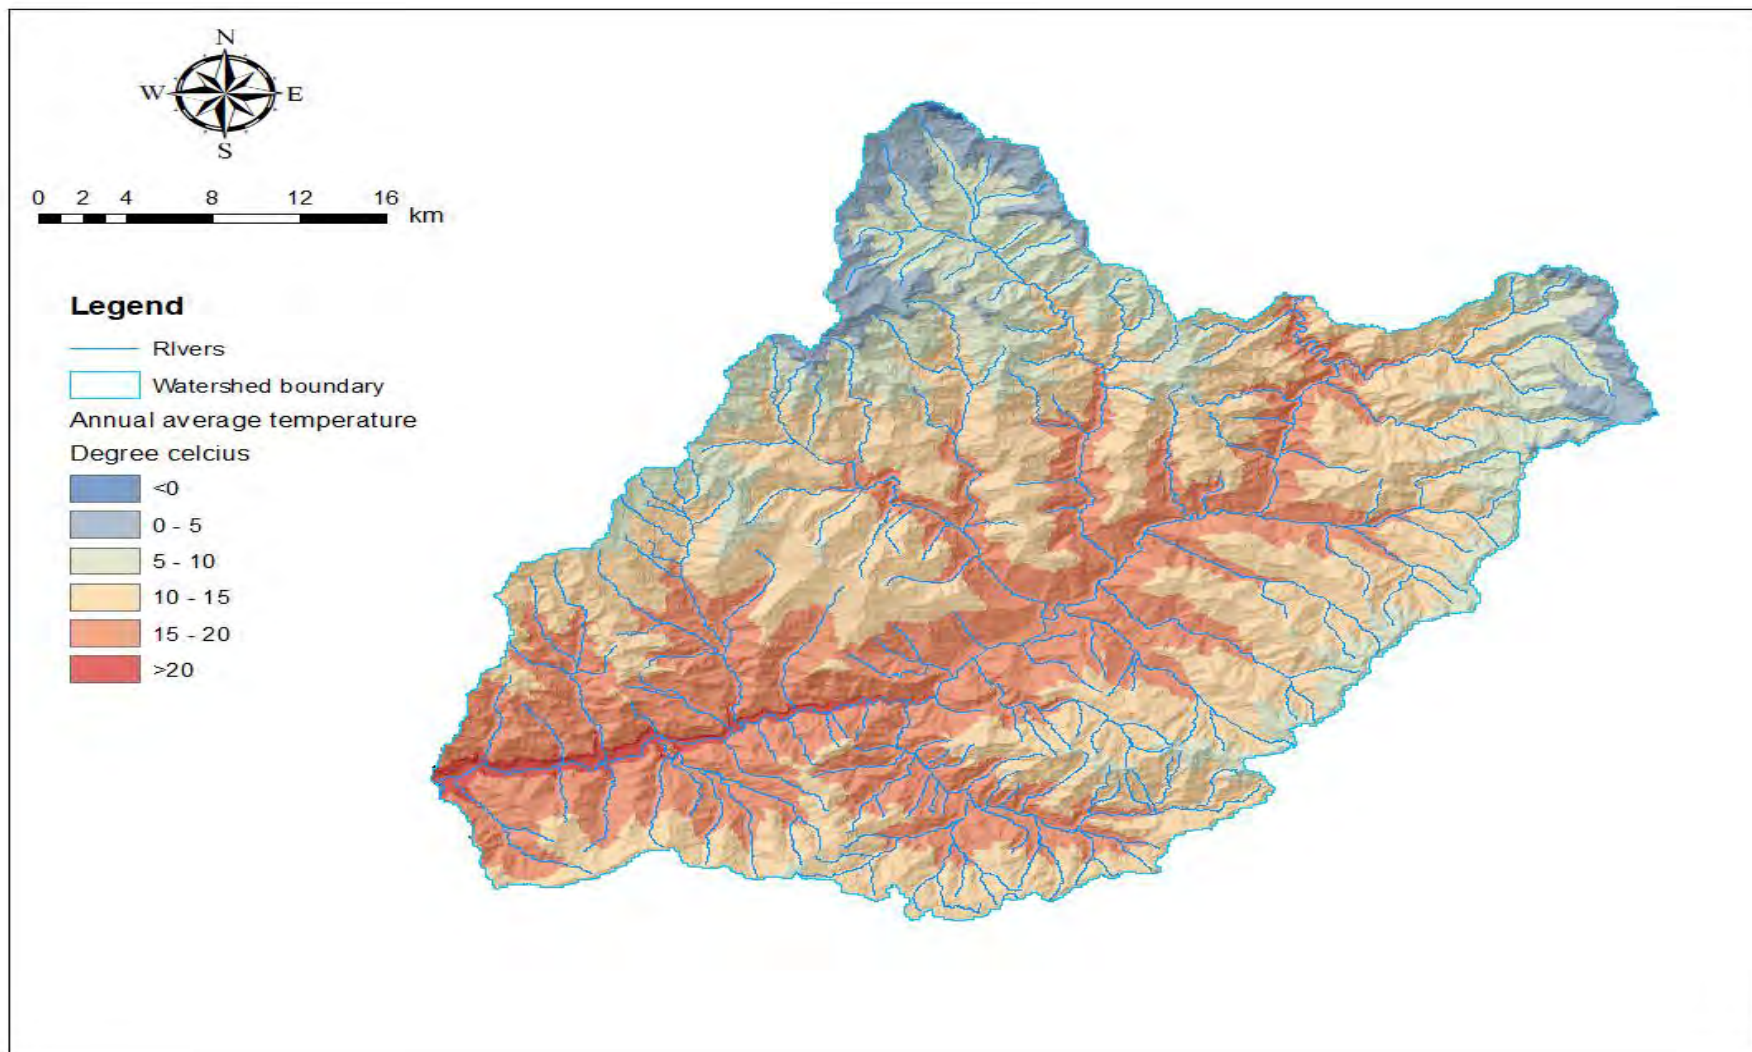 N
W E
S
0 2 4 8 12 16
km
Legend
RIvers
Watershed boundary
Annual average temperature
Degree celcius
<0
0 - 5
5 - 10
10 - 15
15 - 20
>20